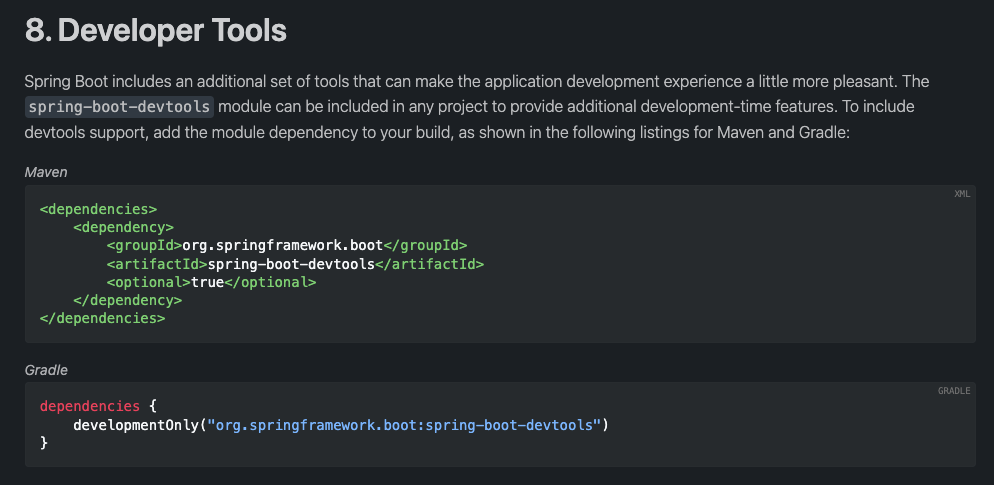 8. Developer Tools
Spring Boot includes an additional set of tools that can make the application development experience a little more pleasant. The
spring-boot-devtools module can be included in any project to provide additional development-time features. To include
devtools support, add the module dependency to your build, as shown in the following listings for Maven and Gradle:
Maven
XML
<dependencies>
    <dependency>
        <groupId>org.springframework.boot</groupId>
        <artifactId>spring-boot-devtools</artifactId>
        <optional>true</optional>
    </dependency>
</dependencies>
Gradle
GRADLE
dependencies {
    developmentOnly("org.springframework.boot:spring-boot-devtools")
}